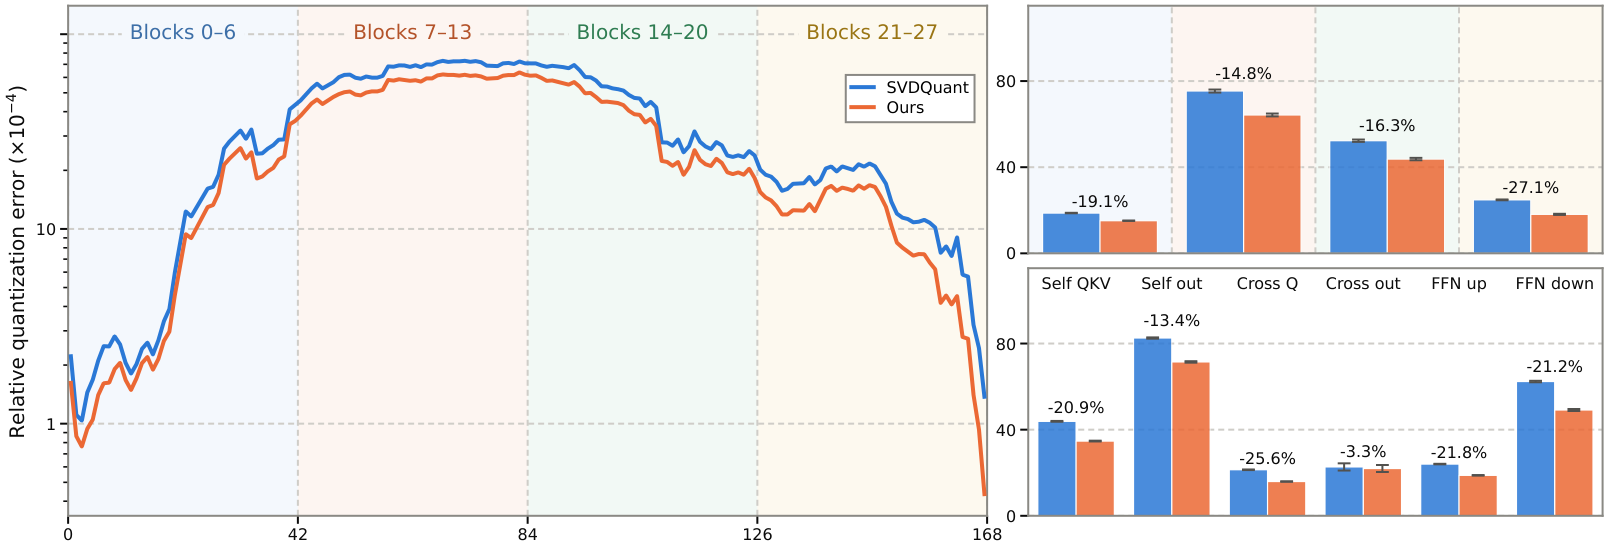 Relative quantization error (×10⁻⁴)
Blocks 0–6
Blocks 7–13
Blocks 14–20
Blocks 21–27
SVDQuant
Ours
10
1
0
42
84
126
168
80
40
0
-19.1%
-14.8%
-16.3%
-27.1%
Self QKV
Self out
Cross Q
Cross out
FFN up
FFN down
80
40
0
-20.9%
-13.4%
-25.6%
-3.3%
-21.8%
-21.2%